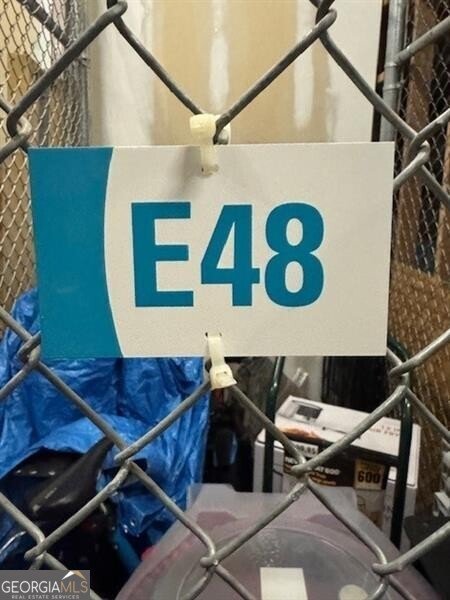 E48
600
GEORGIAMLS
REAL ESTATE SERVICES